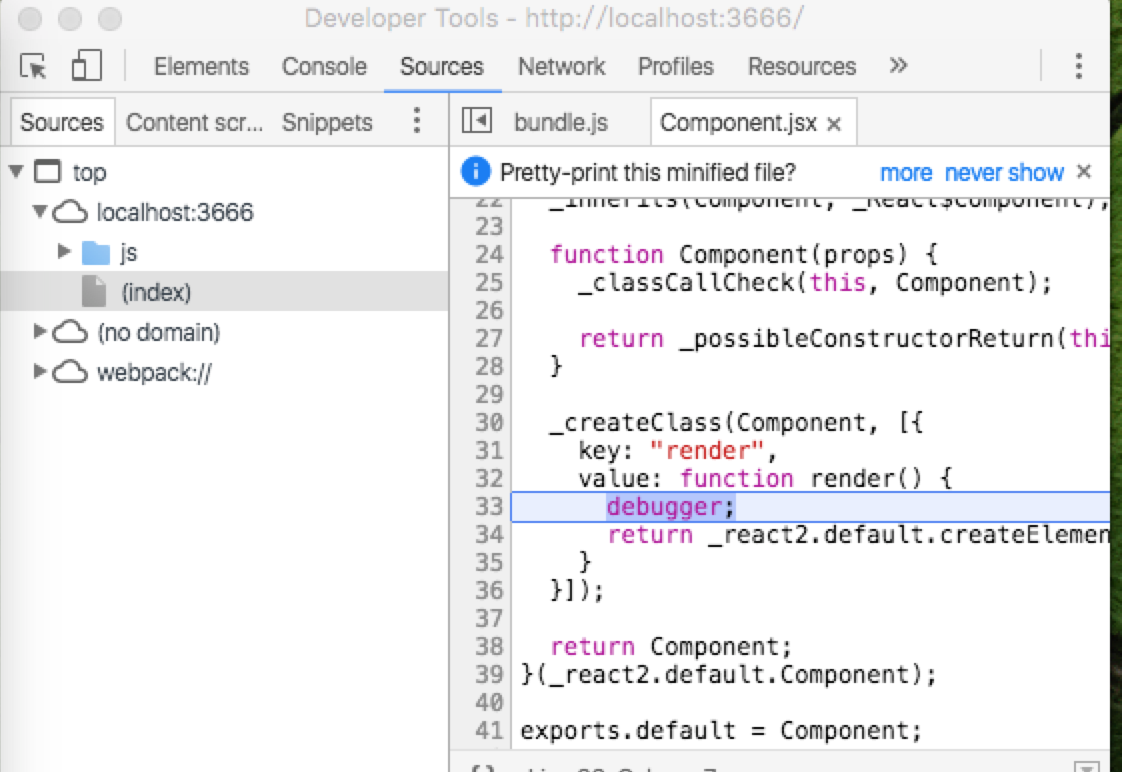 Developer Tools - http://localhost:3666/
Elements Console Sources Network Profiles Resources »
Sources Content scr... Snippets
bundle.js Component.jsx ×
top
localhost:3666
js
(index)
(no domain)
webpack://
Pretty-print this minified file? more never show ×
22 _inherits(Component, _React$Component);
23
24 function Component(props) {
25 _classCallCheck(this, Component);
26
27 return _possibleConstructorReturn(thi
28 }
29
30 _createClass(Component, [{
31 key: "render",
32 value: function render() {
33 debugger;
34 return _react2.default.createElemen
35 }
36 }]);
37
38 return Component;
39 }(_react2.default.Component);
40
41 exports.default = Component;
{}